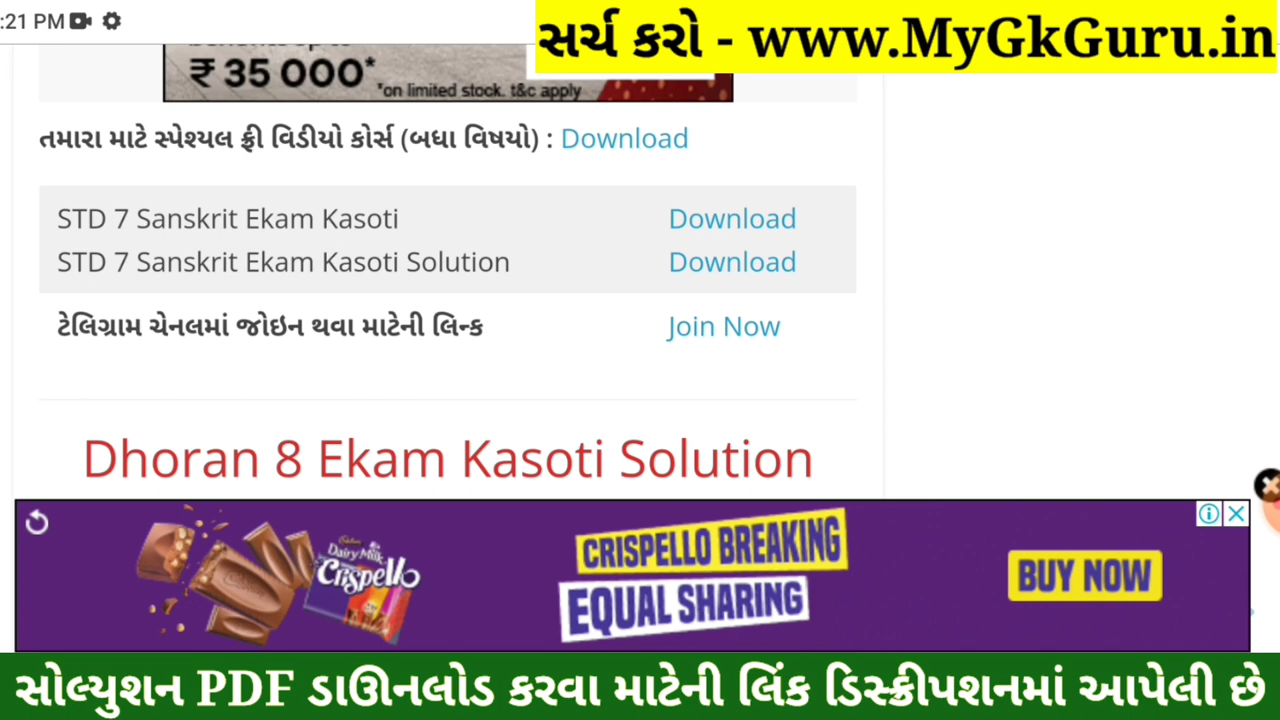 :21 PM
સર્ચ કરો - www.MyGkGuru.in
₹ 35 000*
*on limited stock. t&c apply
તમારા માટે સ્પેશ્યલ ફ્રી વિડીયો કોર્સ (બધા વિષયો) : Download
STD 7 Sanskrit Ekam Kasoti Download
STD 7 Sanskrit Ekam Kasoti Solution Download
ટેલિગ્રામ ચેનલમાં જોઇન થવા માટેની લિન્ક Join Now
Dhoran 8 Ekam Kasoti Solution
Cadbury
Dairy Milk
Crispello
CRISPELLO BREAKING
EQUAL SHARING
BUY NOW
સોલ્યુશન PDF ડાઊનલોડ કરવા માટેની લિંક ડિસ્ક્રીપશનમાં આપેલી છે